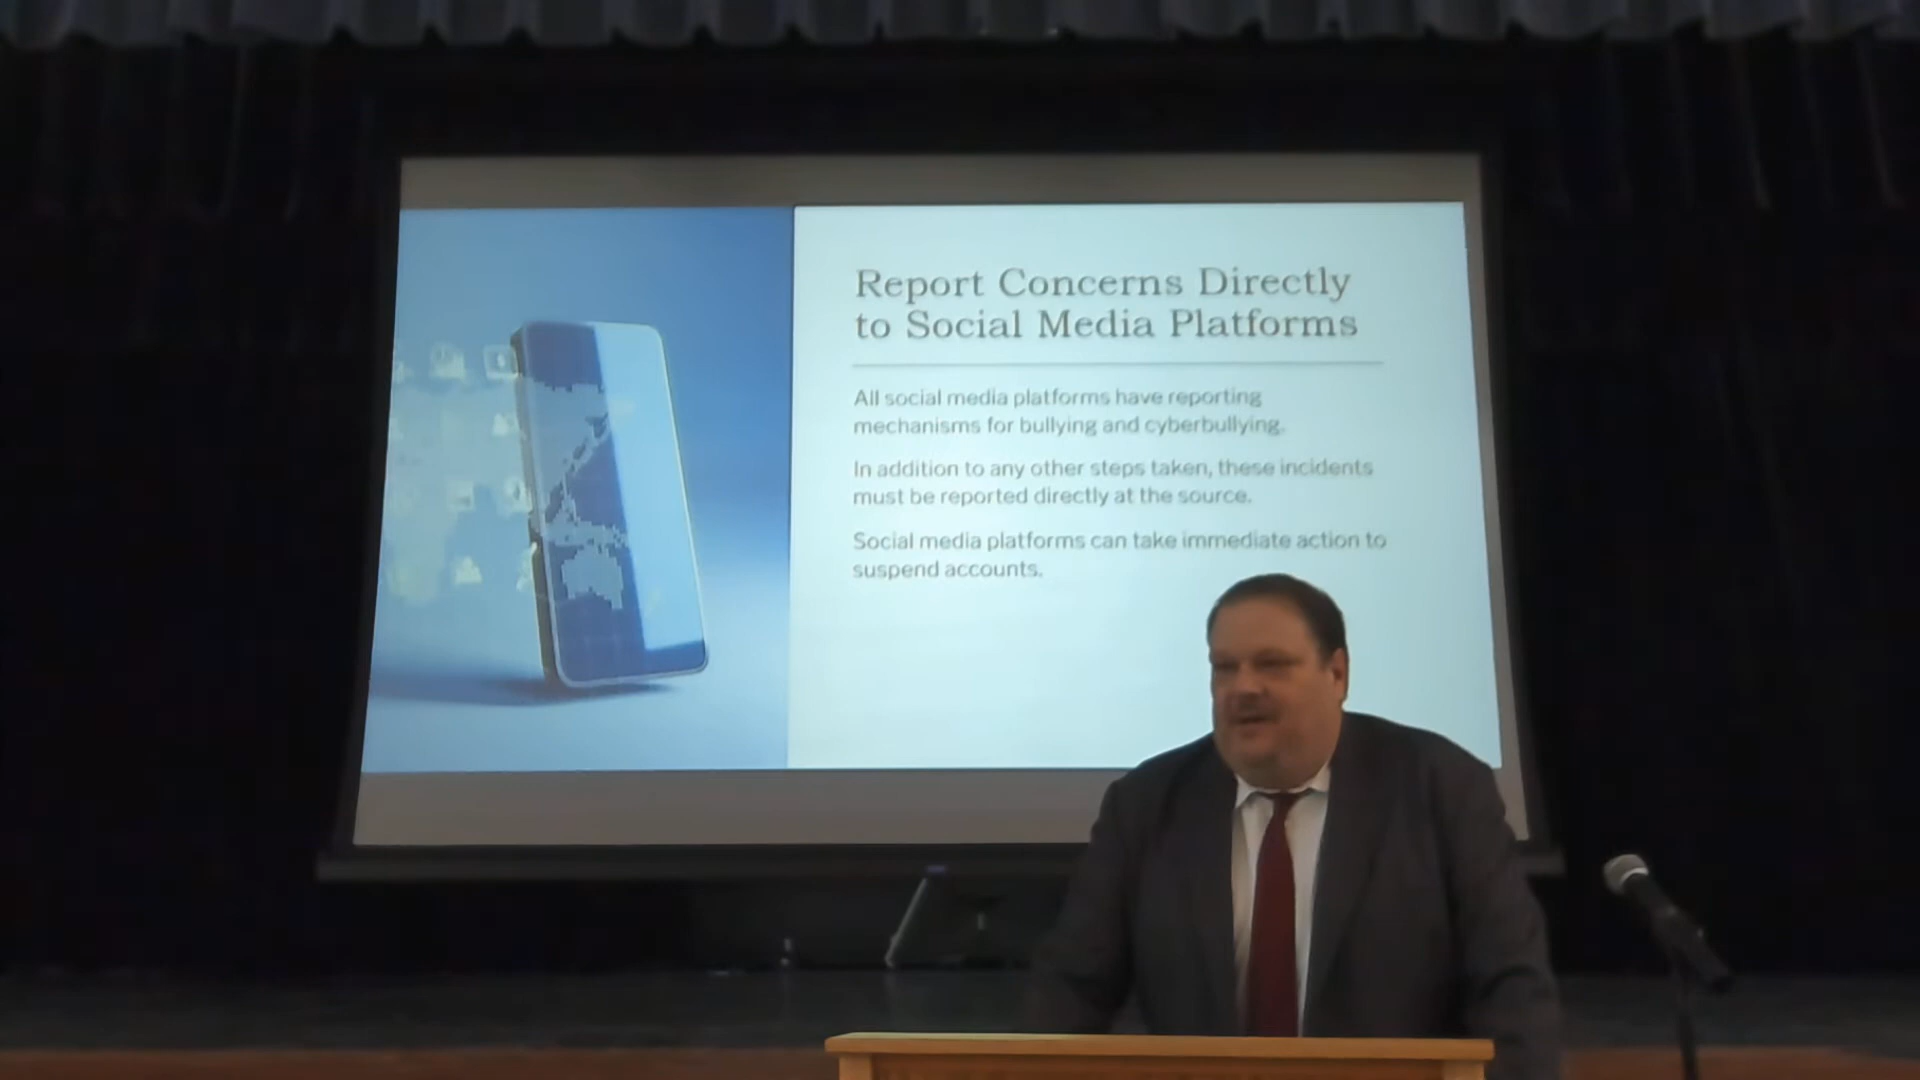 Report Concerns Directly
to Social Media Platforms
All social media platforms have reporting
mechanisms for bullying and cyberbullying.
In addition to any other steps taken, these incidents
must be reported directly at the source.
Social media platforms can take immediate action to
suspend accounts.